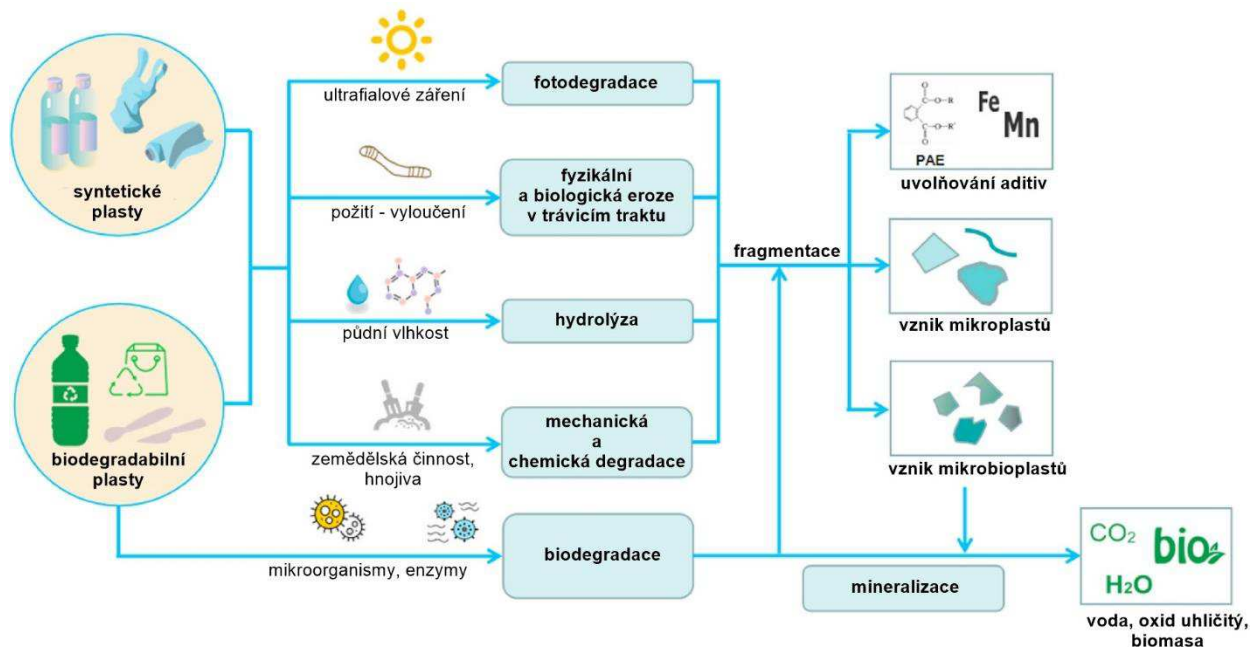 syntetické
plasty
biodegradabilní
plasty
ultrafialové záření
požití - vyloučení
půdní vlhkost
zemědělská činnost,
hnojiva
mikroorganismy, enzymy
fotodegradace
fyzikální
a biologická eroze
v trávicím traktu
hydrolýza
mechanická
a
chemická degradace
biodegradace
fragmentace
O
C—O—R
C—O—R'
O
PAE
Fe
Mn
uvolňování aditiv
vznik mikroplastů
vznik mikrobioplastů
mineralizace
CO2
bio
H2O
voda, oxid uhličitý,
biomasa